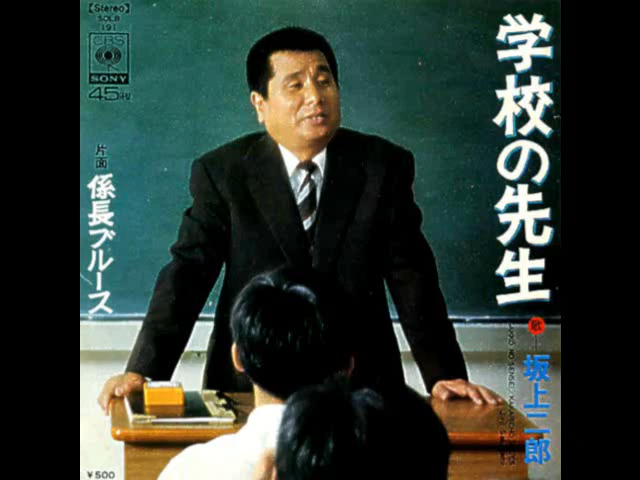 【Stereo】
SOLB
191
CBS
SONY
45rpm
学校の先生
片面
係長ブルース
歌—坂上二郎
¥500